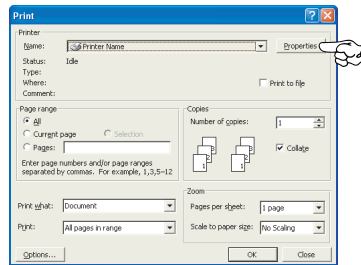 Print
Printer
Name: Printer Name Properties
Status: Idle
Type:
Where: Print to file
Comment:
Page range
All
Current page Selection
Pages:
Enter page numbers and/or page ranges
separated by commas. For example, 1,3,5–12
Copies
Number of copies: 1
Collate
Print what: Document
Print: All pages in range
Zoom
Pages per sheet: 1 page
Scale to paper size: No Scaling
Options... OK Close